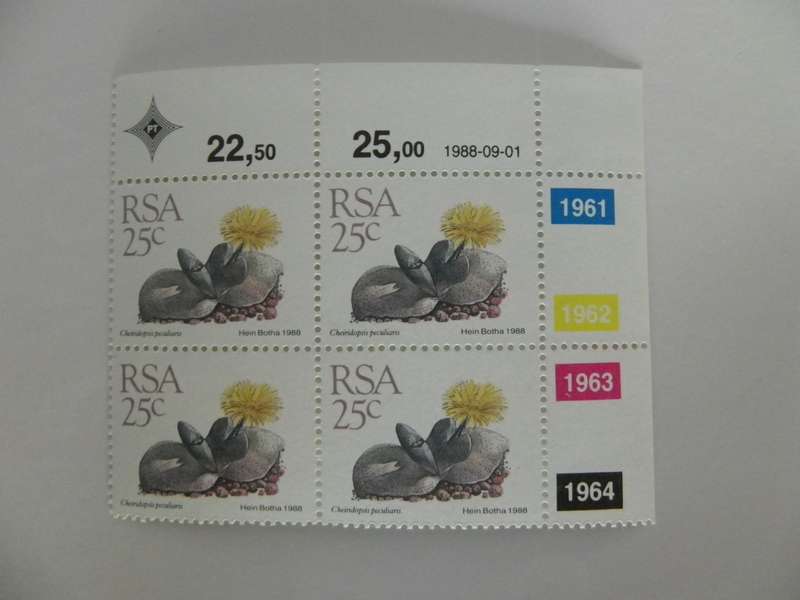 PT
22,50
25,00 1988-09-01
RSA
25c
Cheiridopsis peculiaris
Hein Botha 1988
RSA
25c
Cheiridopsis peculiaris
Hein Botha 1988
1961
1962
RSA
25c
Cheiridopsis peculiaris
Hein Botha 1988
RSA
25c
Cheiridopsis peculiaris
Hein Botha 1988
1963
1964